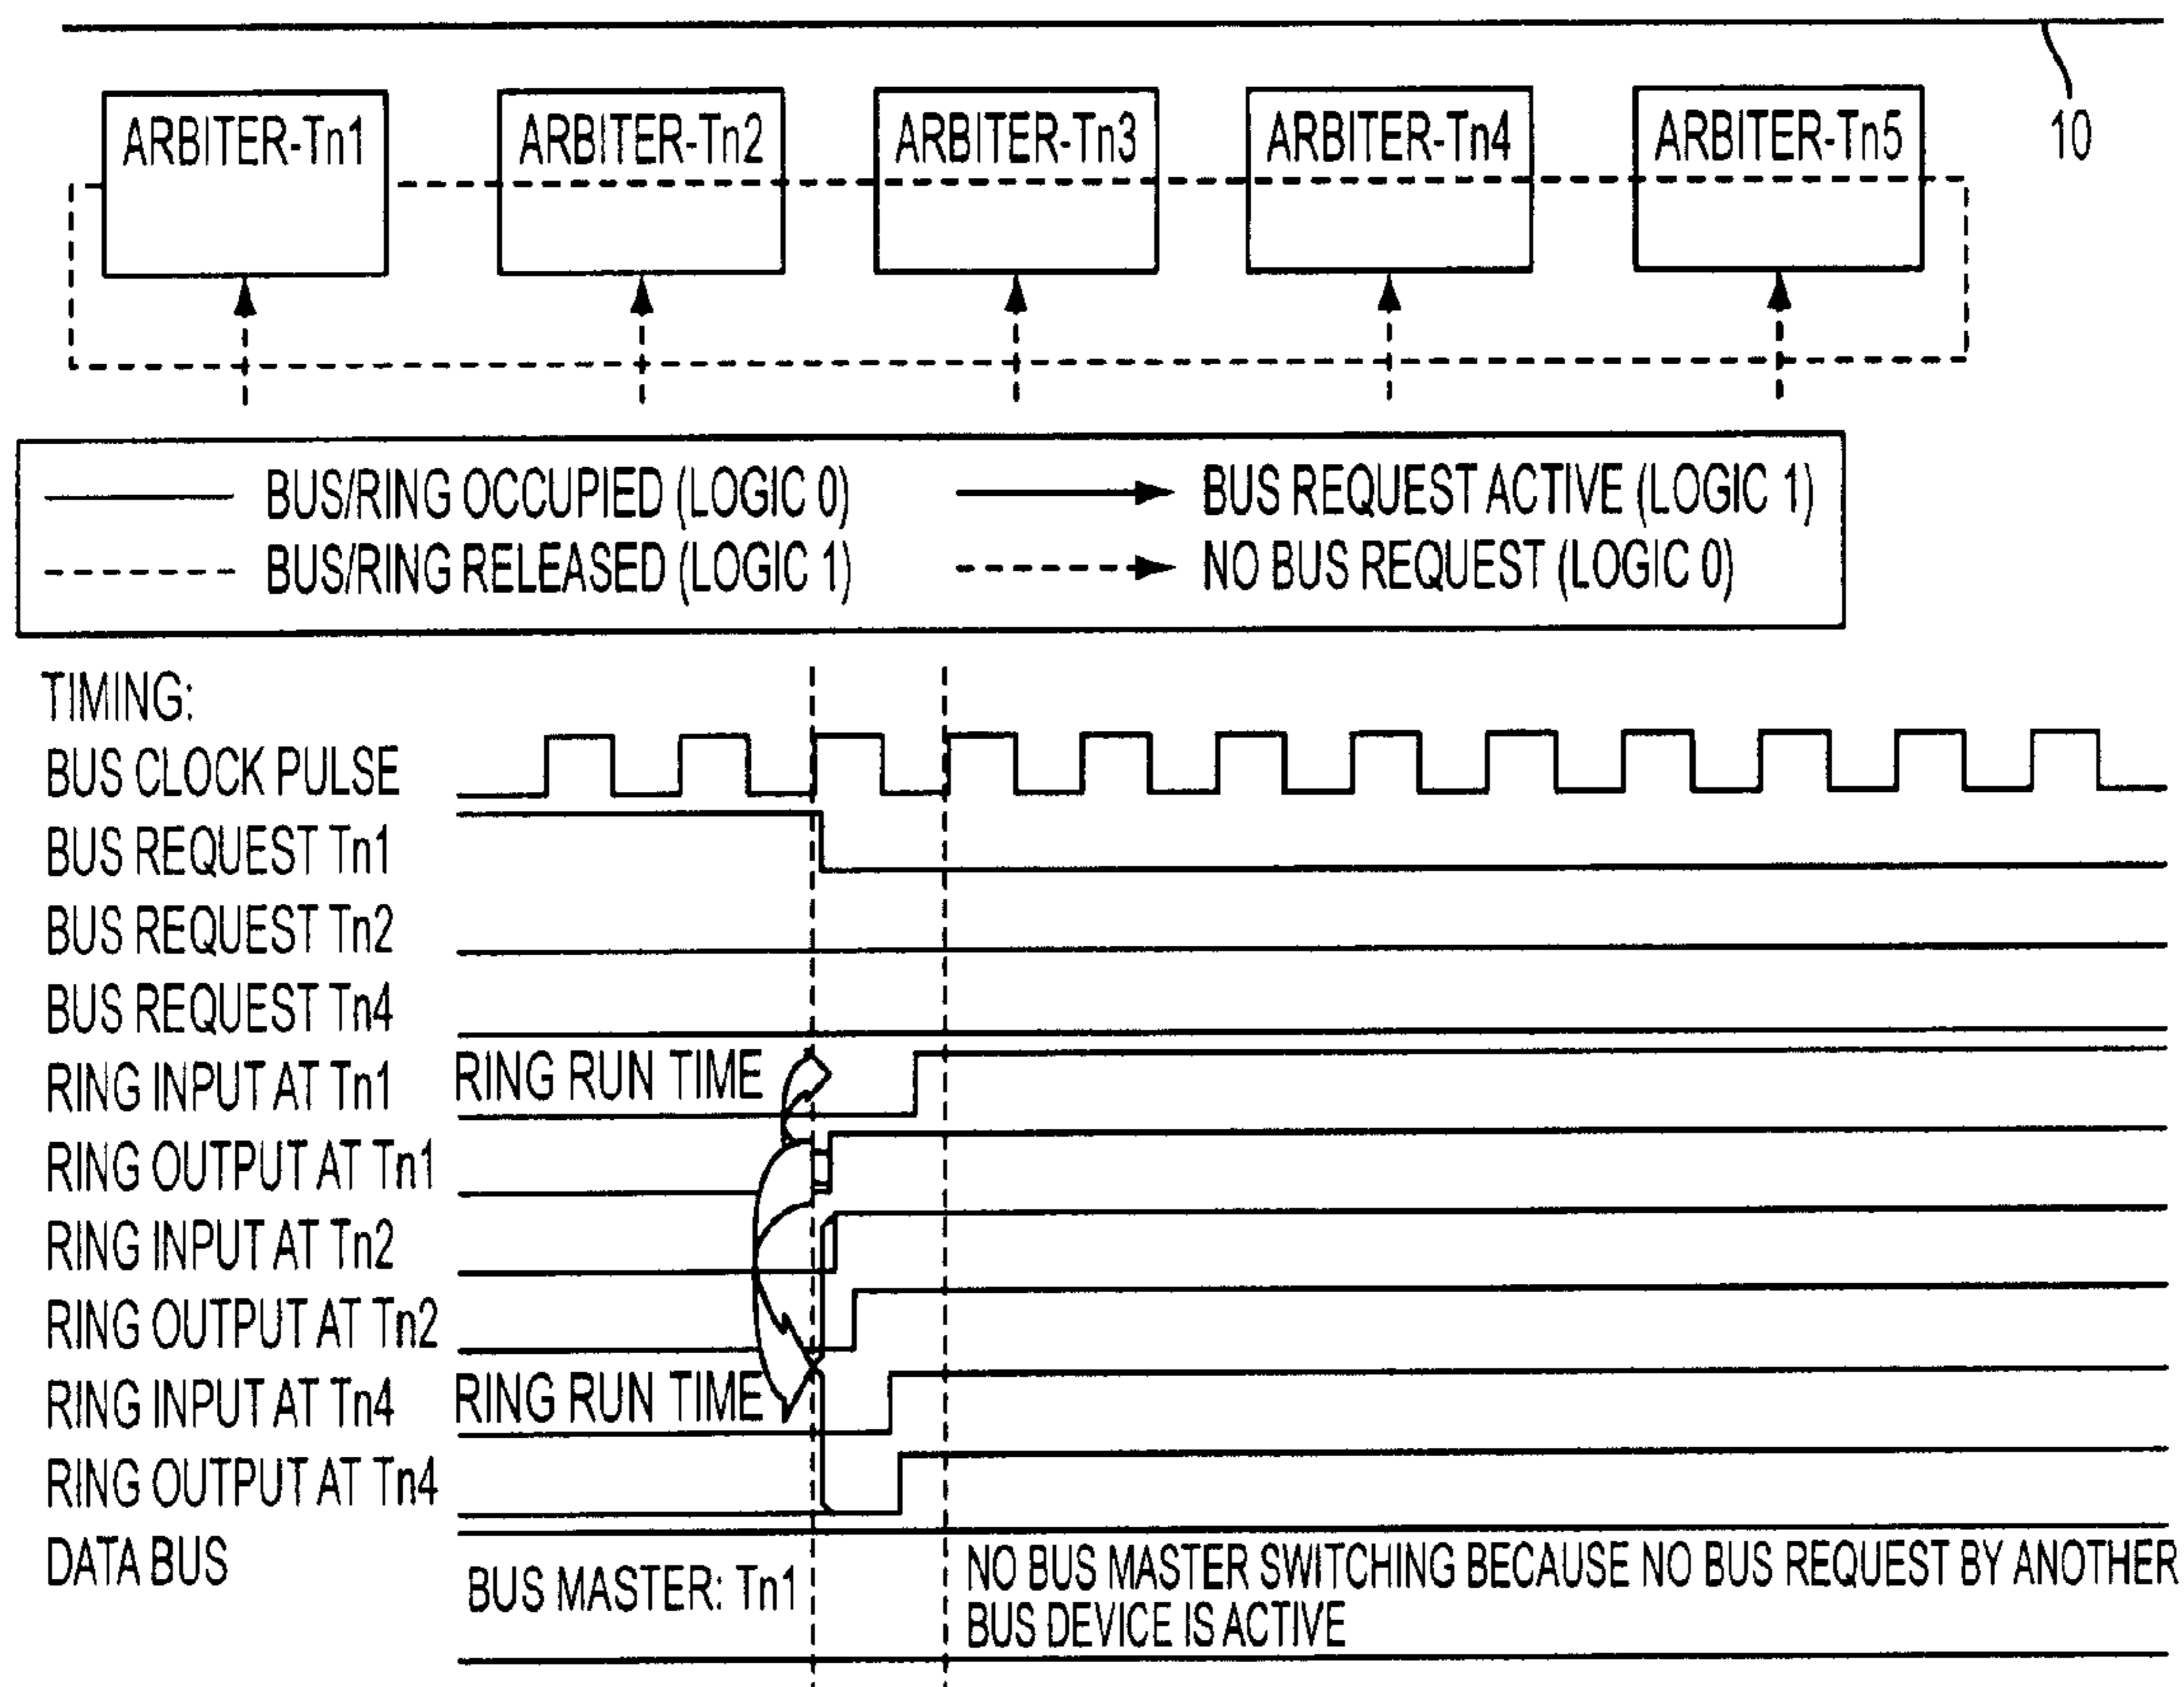 10
ARBITER-Tn1 ARBITER-Tn2 ARBITER-Tn3 ARBITER-Tn4 ARBITER-Tn5
BUS/RING OCCUPIED (LOGIC 0) BUS REQUEST ACTIVE (LOGIC 1)
BUS/RING RELEASED (LOGIC 1) NO BUS REQUEST (LOGIC 0)
TIMING:
BUS CLOCK PULSE
BUS REQUEST Tn1
BUS REQUEST Tn2
BUS REQUEST Tn4
RING INPUT AT Tn1 RING RUN TIME
RING OUTPUT AT Tn1
RING INPUT AT Tn2
RING OUTPUT AT Tn2
RING INPUT AT Tn4 RING RUN TIME
RING OUTPUT AT Tn4
DATA BUS
BUS MASTER: Tn1
NO BUS MASTER SWITCHING BECAUSE NO BUS REQUEST BY ANOTHER
BUS DEVICE IS ACTIVE